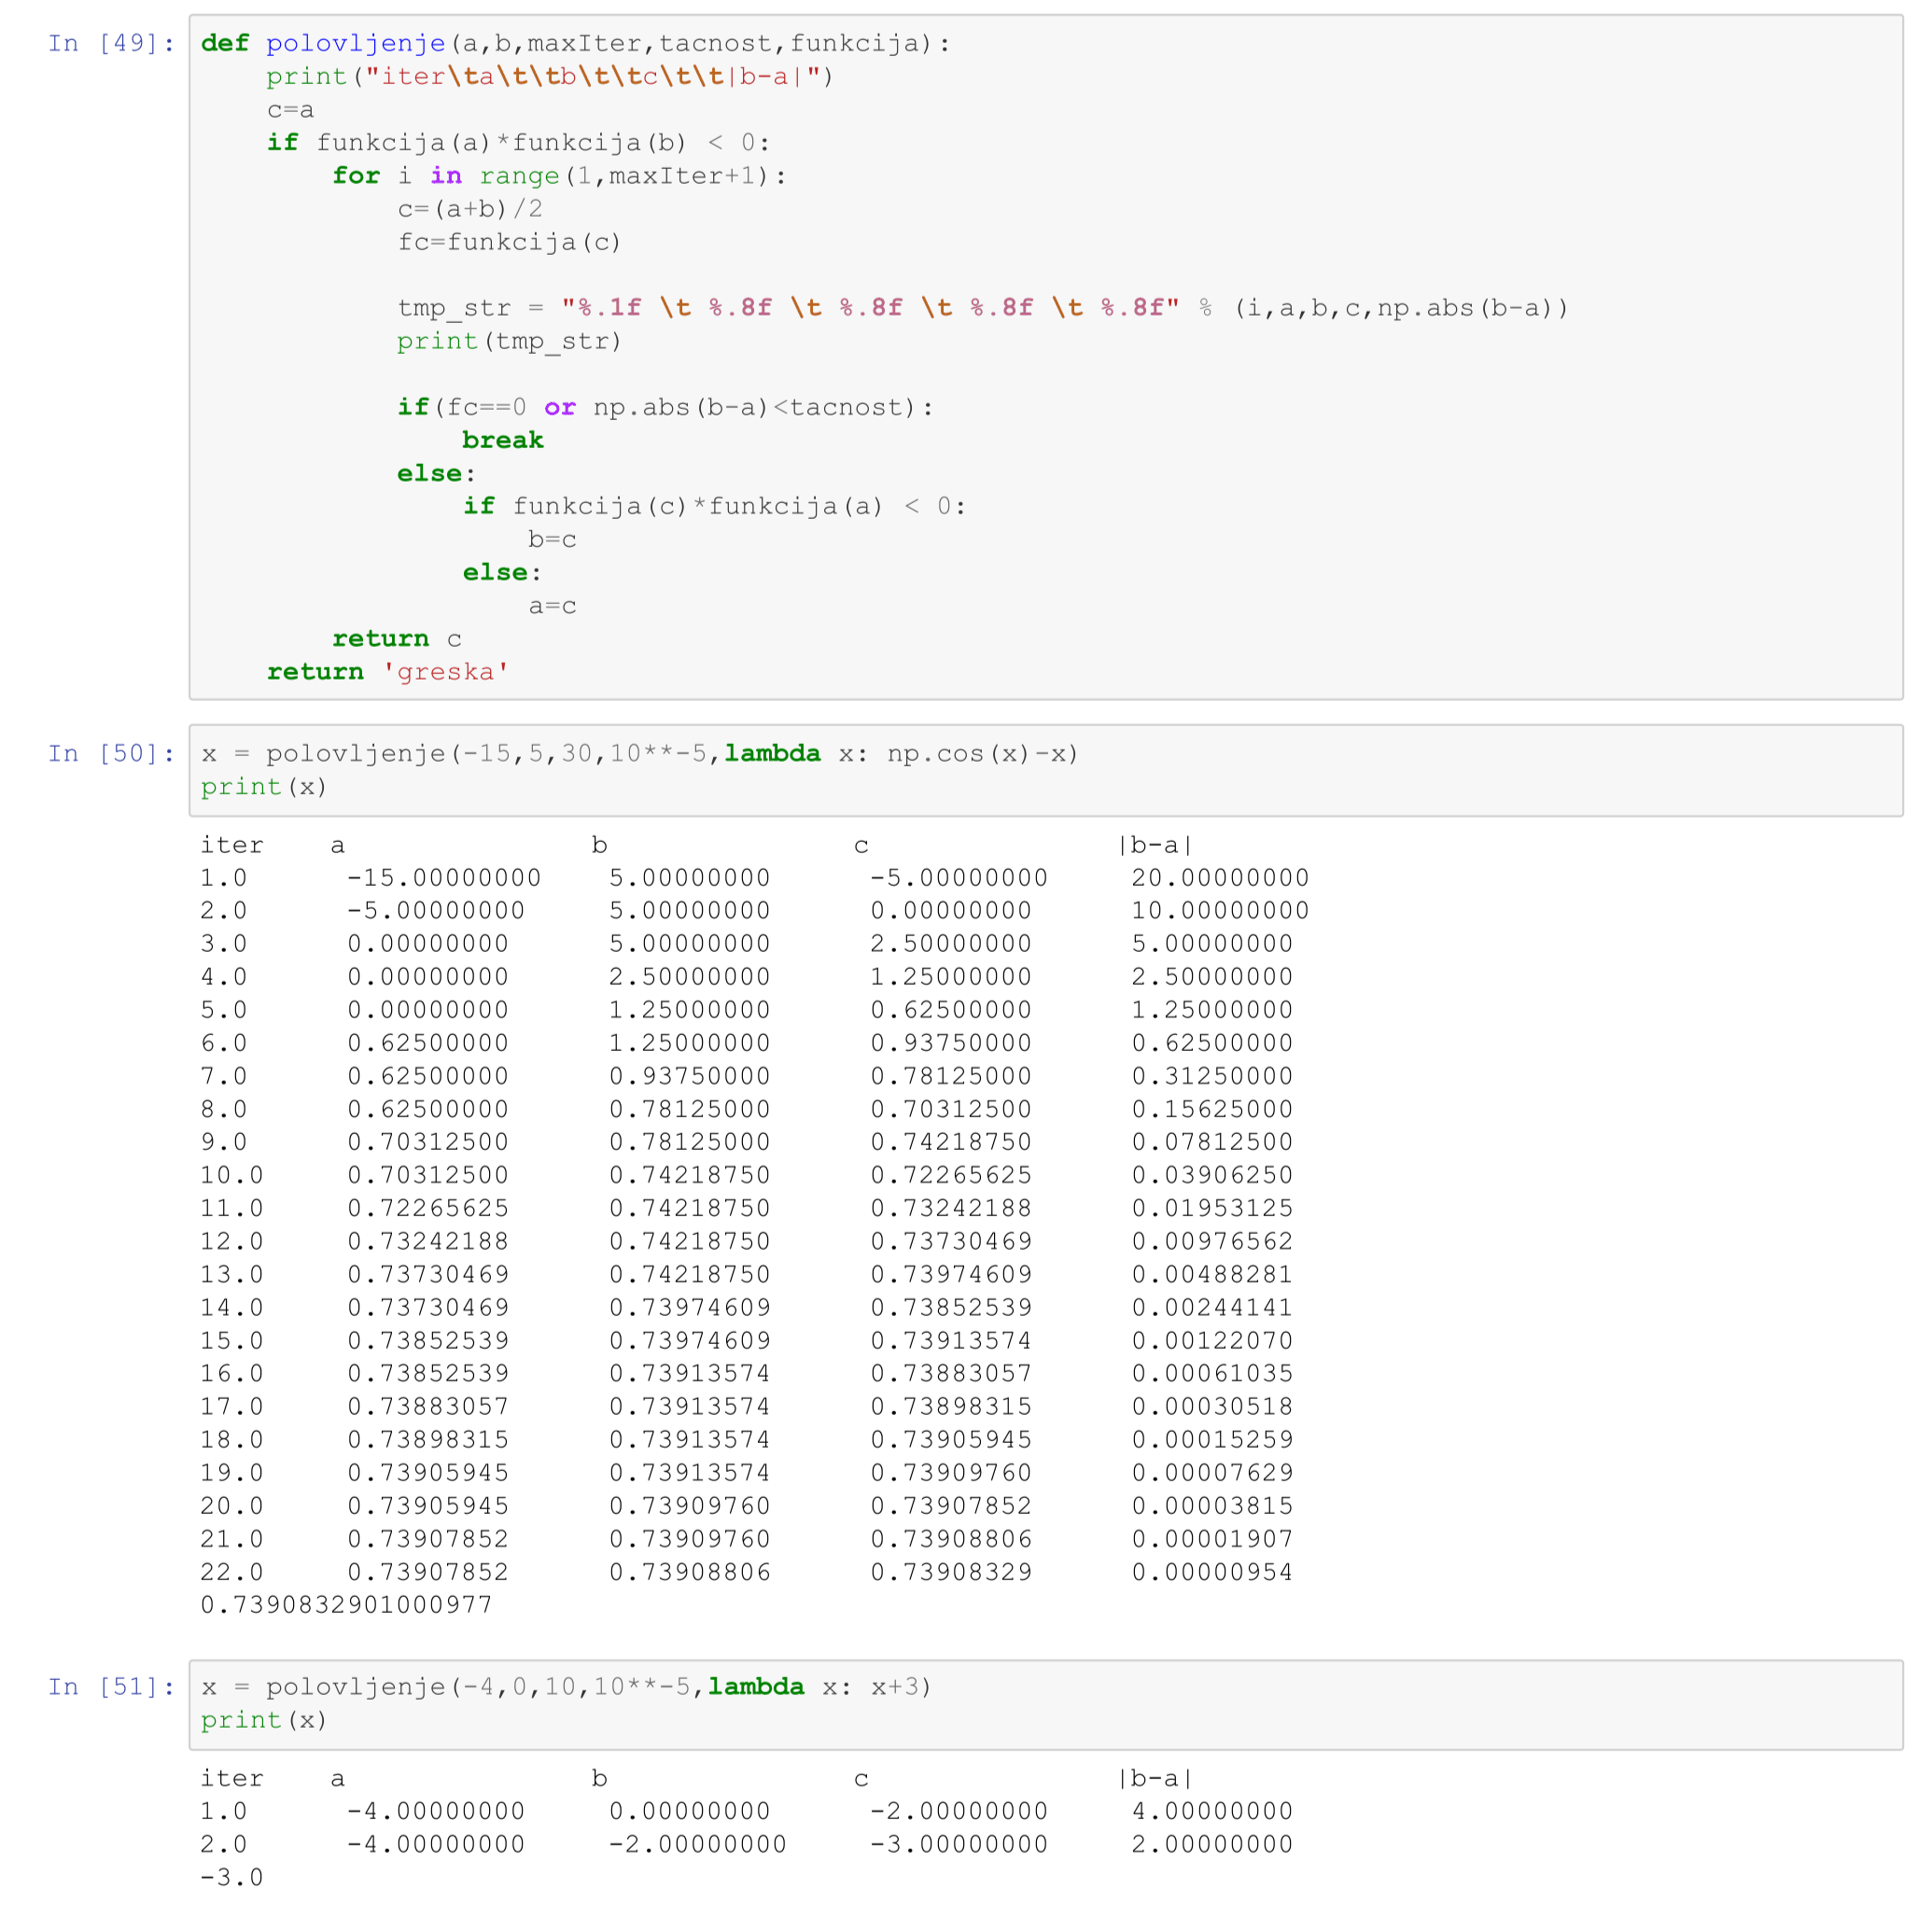 In [49]: def polovljenje(a,b,maxIter,tacnost,funkcija):
    print("iter\ta\t\tb\t\tc\t\t|b-a|")
    c=a
    if funkcija(a)*funkcija(b) < 0:
        for i in range(1,maxIter+1):
            c=(a+b)/2
            fc=funkcija(c)

            tmp_str = "%.1f \t %.8f \t %.8f \t %.8f \t %.8f" % (i,a,b,c,np.abs(b-a))
            print(tmp_str)

            if(fc==0 or np.abs(b-a)<tacnost):
                break
            else:
                if funkcija(c)*funkcija(a) < 0:
                    b=c
                else:
                    a=c
        return c
    return 'greska'
In [50]: x = polovljenje(-15,5,30,10**-5,lambda x: np.cos(x)-x)
print(x)
iter a b c |b-a|
1.0 -15.00000000 5.00000000 -5.00000000 20.00000000
2.0 -5.00000000 5.00000000 0.00000000 10.00000000
3.0 0.00000000 5.00000000 2.50000000 5.00000000
4.0 0.00000000 2.50000000 1.25000000 2.50000000
5.0 0.00000000 1.25000000 0.62500000 1.25000000
6.0 0.62500000 1.25000000 0.93750000 0.62500000
7.0 0.62500000 0.93750000 0.78125000 0.31250000
8.0 0.62500000 0.78125000 0.70312500 0.15625000
9.0 0.70312500 0.78125000 0.74218750 0.07812500
10.0 0.70312500 0.74218750 0.72265625 0.03906250
11.0 0.72265625 0.74218750 0.73242188 0.01953125
12.0 0.73242188 0.74218750 0.73730469 0.00976562
13.0 0.73730469 0.74218750 0.73974609 0.00488281
14.0 0.73730469 0.73974609 0.73852539 0.00244141
15.0 0.73852539 0.73974609 0.73913574 0.00122070
16.0 0.73852539 0.73913574 0.73883057 0.00061035
17.0 0.73883057 0.73913574 0.73898315 0.00030518
18.0 0.73898315 0.73913574 0.73905945 0.00015259
19.0 0.73905945 0.73913574 0.73909760 0.00007629
20.0 0.73905945 0.73909760 0.73907852 0.00003815
21.0 0.73907852 0.73909760 0.73908806 0.00001907
22.0 0.73907852 0.73908806 0.73908329 0.00000954
0.7390832901000977
In [51]: x = polovljenje(-4,0,10,10**-5,lambda x: x+3)
print(x)
iter a b c |b-a|
1.0 -4.00000000 0.00000000 -2.00000000 4.00000000
2.0 -4.00000000 -2.00000000 -3.00000000 2.00000000
-3.0